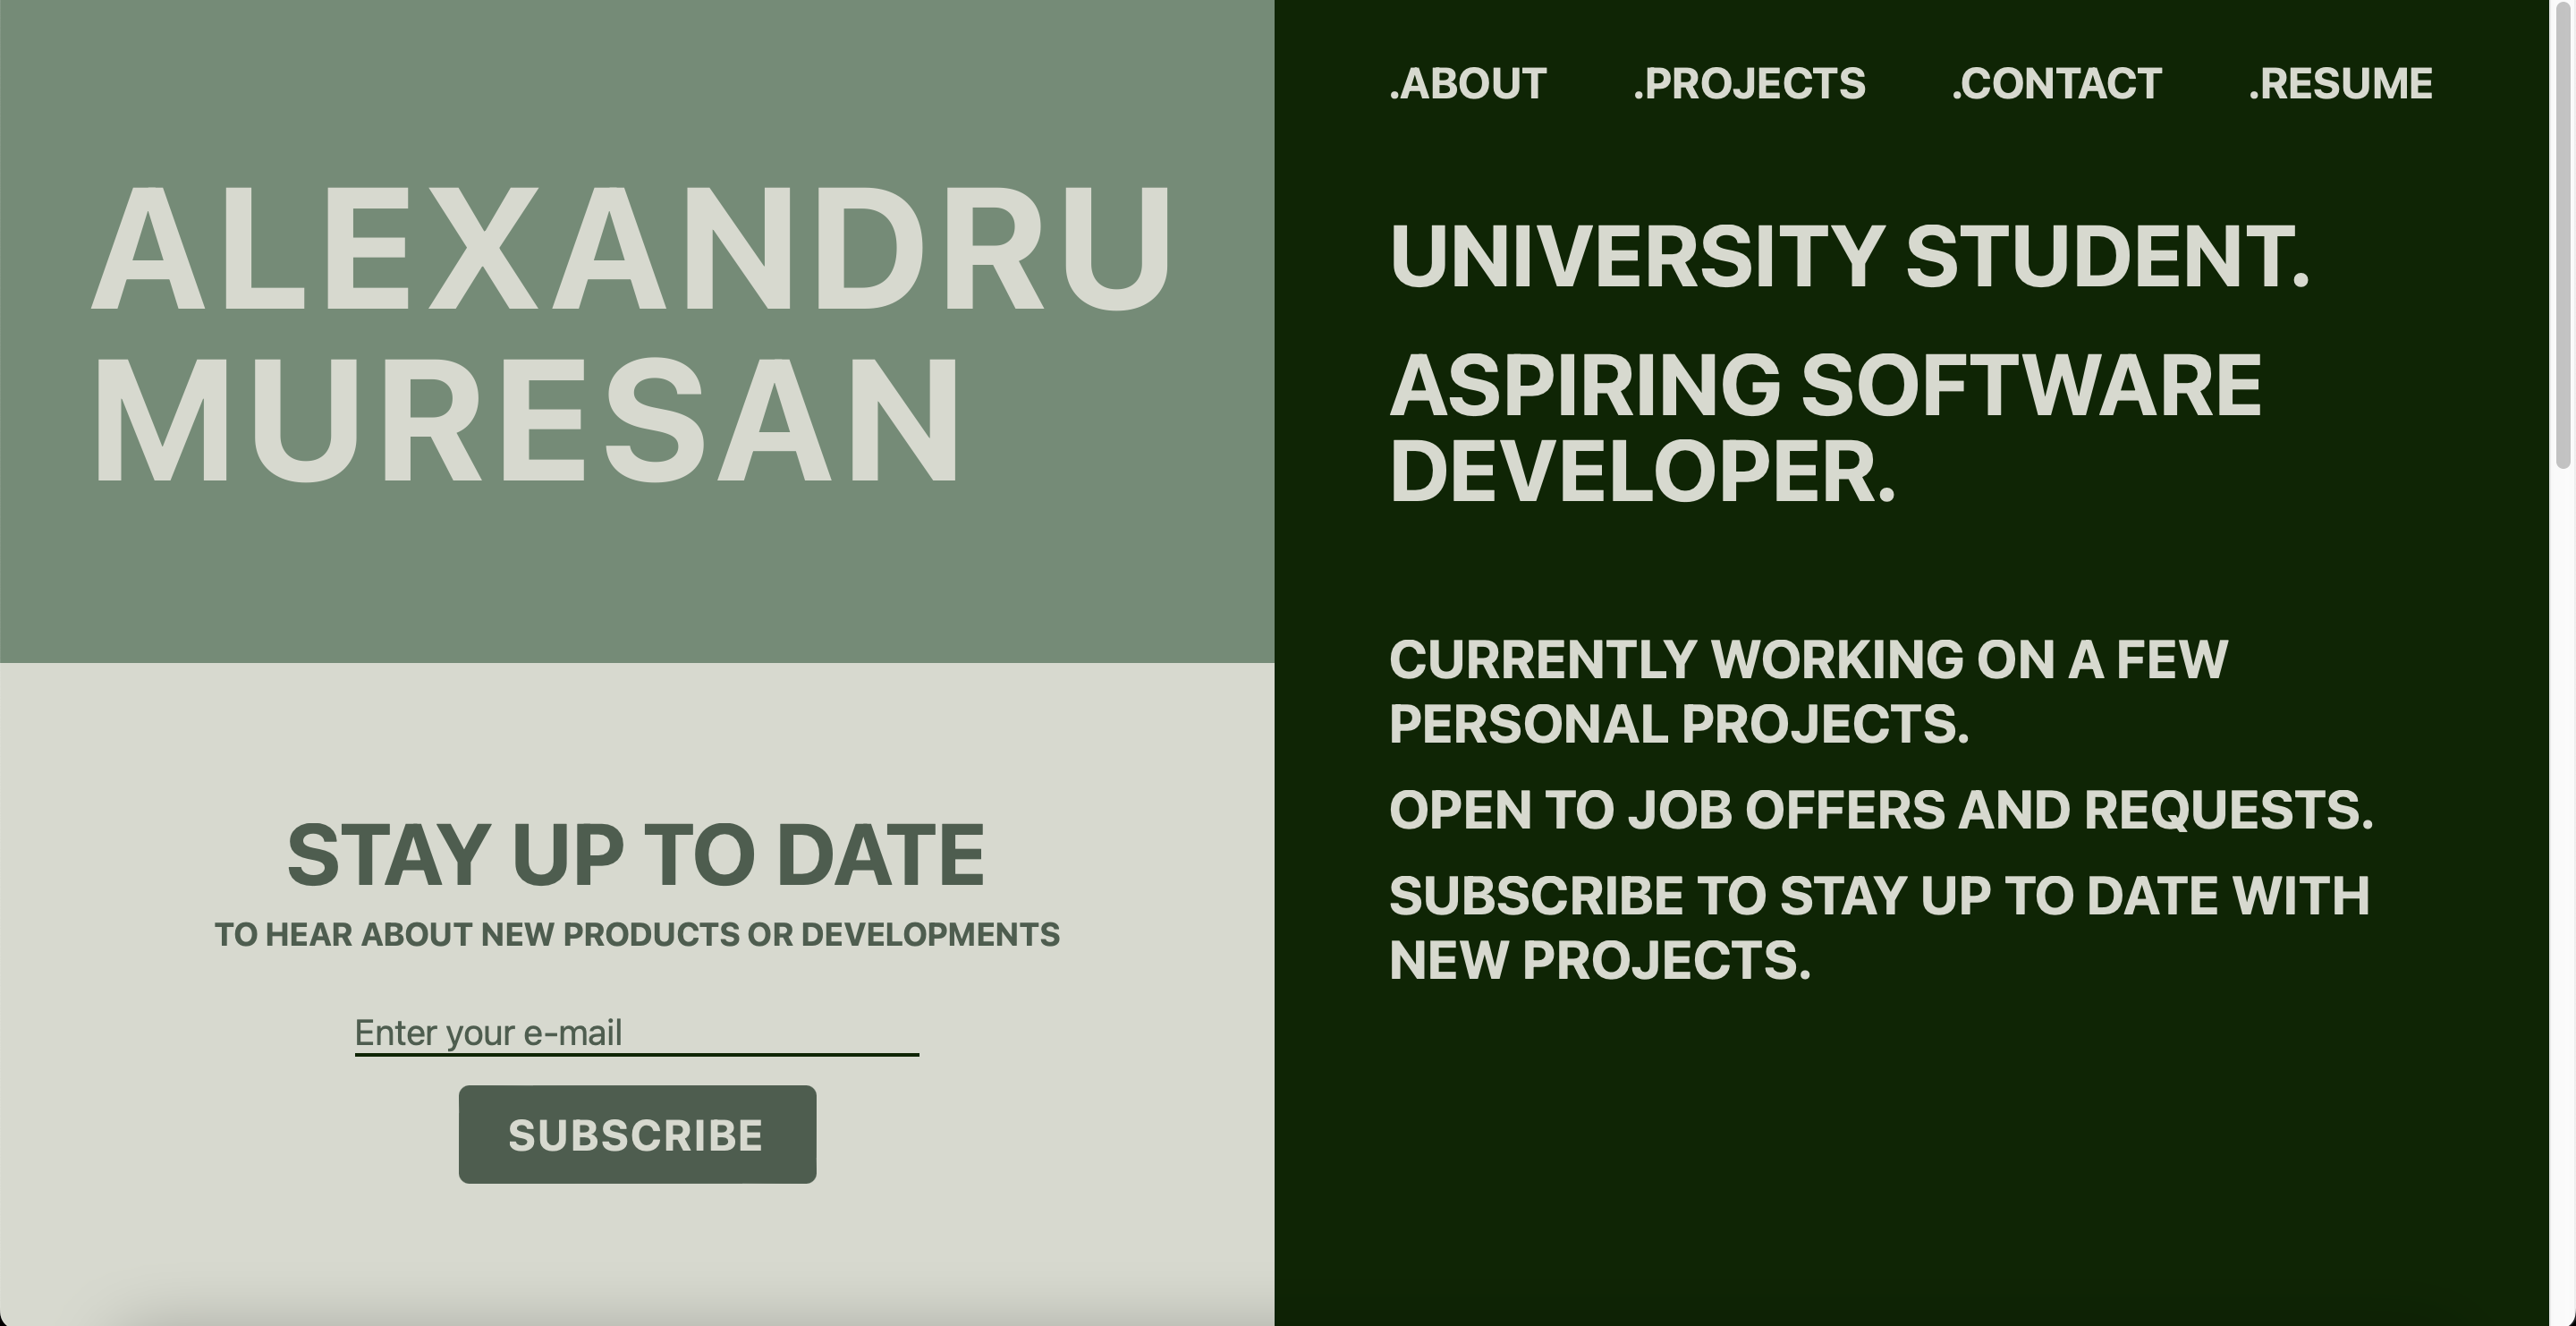 ALEXANDRU
MURESAN
STAY UP TO DATE
TO HEAR ABOUT NEW PRODUCTS OR DEVELOPMENTS
Enter your e-mail
SUBSCRIBE
.ABOUT .PROJECTS .CONTACT .RESUME
UNIVERSITY STUDENT.
ASPIRING SOFTWARE
DEVELOPER.
CURRENTLY WORKING ON A FEW
PERSONAL PROJECTS.
OPEN TO JOB OFFERS AND REQUESTS.
SUBSCRIBE TO STAY UP TO DATE WITH
NEW PROJECTS.